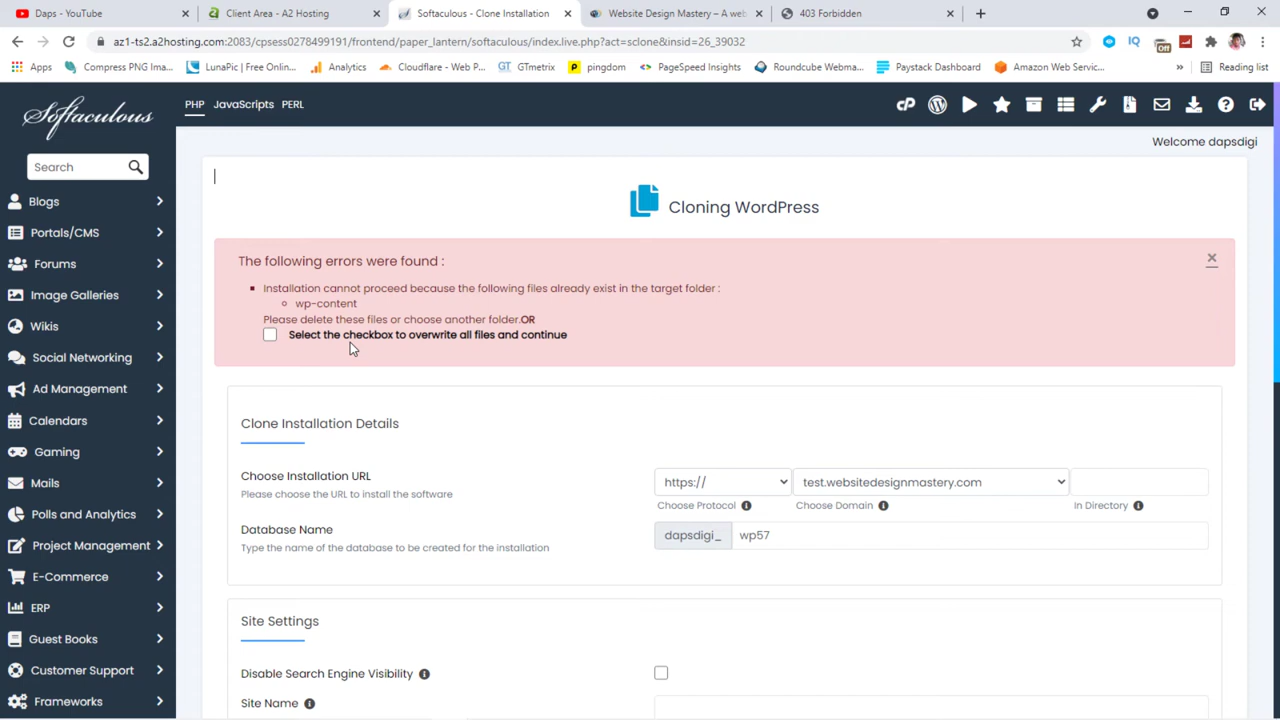 Daps - YouTube
Client Area - A2 Hosting
Softaculous - Clone Installation
Website Design Mastery – A web
403 Forbidden
az1-ts2.a2hosting.com:2083/cpsess0278499191/frontend/paper_lantern/softaculous/index.live.php?act=sclone&insid=26_39032
IQ
Off
Apps
Compress PNG Ima...
LunaPic | Free Onlin...
Analytics
Cloudflare - Web P...
GT GTmetrix
p pingdom
PageSpeed Insights
Roundcube Webma...
Paystack Dashboard
Amazon Web Servic...
»
Reading list
Softaculous
PHP
JavaScripts
PERL
cP
Welcome dapsdigi
Search
Blogs
Portals/CMS
Forums
Image Galleries
Wikis
Social Networking
Ad Management
Calendars
Gaming
Mails
Polls and Analytics
Project Management
E-Commerce
ERP
Guest Books
Customer Support
Frameworks
Cloning WordPress
The following errors were found :
Installation cannot proceed because the following files already exist in the target folder :
wp-content
Please delete these files or choose another folder.OR
Select the checkbox to overwrite all files and continue
Clone Installation Details
Choose Installation URL
Please choose the URL to install the software
https://
test.websitedesignmastery.com
Choose Protocol
Choose Domain
In Directory
Database Name
Type the name of the database to be created for the installation
dapsdigi_
wp57
Site Settings
Disable Search Engine Visibility
Site Name